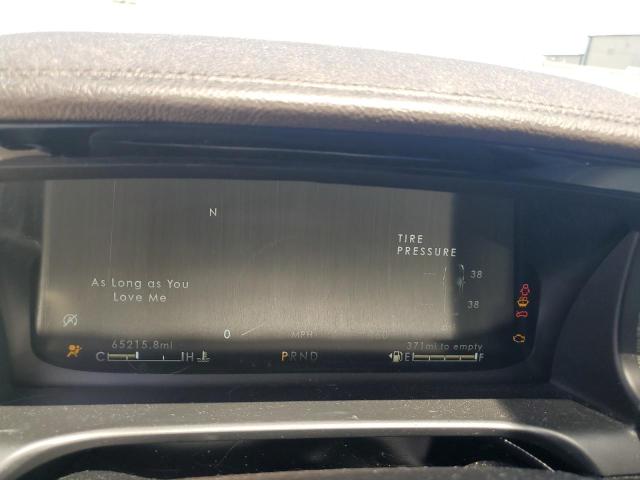 N
TIRE
PRESSURE
38
As Long as You
Love Me
38
0
MPH
65215.8mi
371mi to empty
C H
PRND
E F